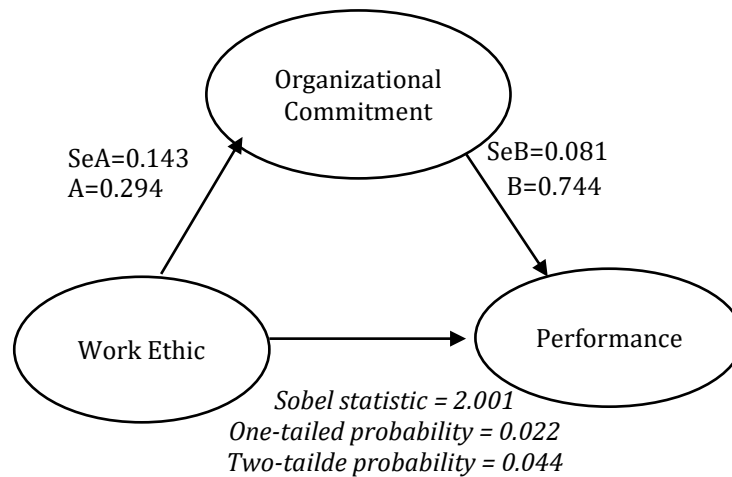 Organizational
Commitment
SeA=0.143
A=0.294
SeB=0.081
B=0.744
Work Ethic
Performance
Sobel statistic = 2.001
One-tailed probability = 0.022
Two-tailde probability = 0.044